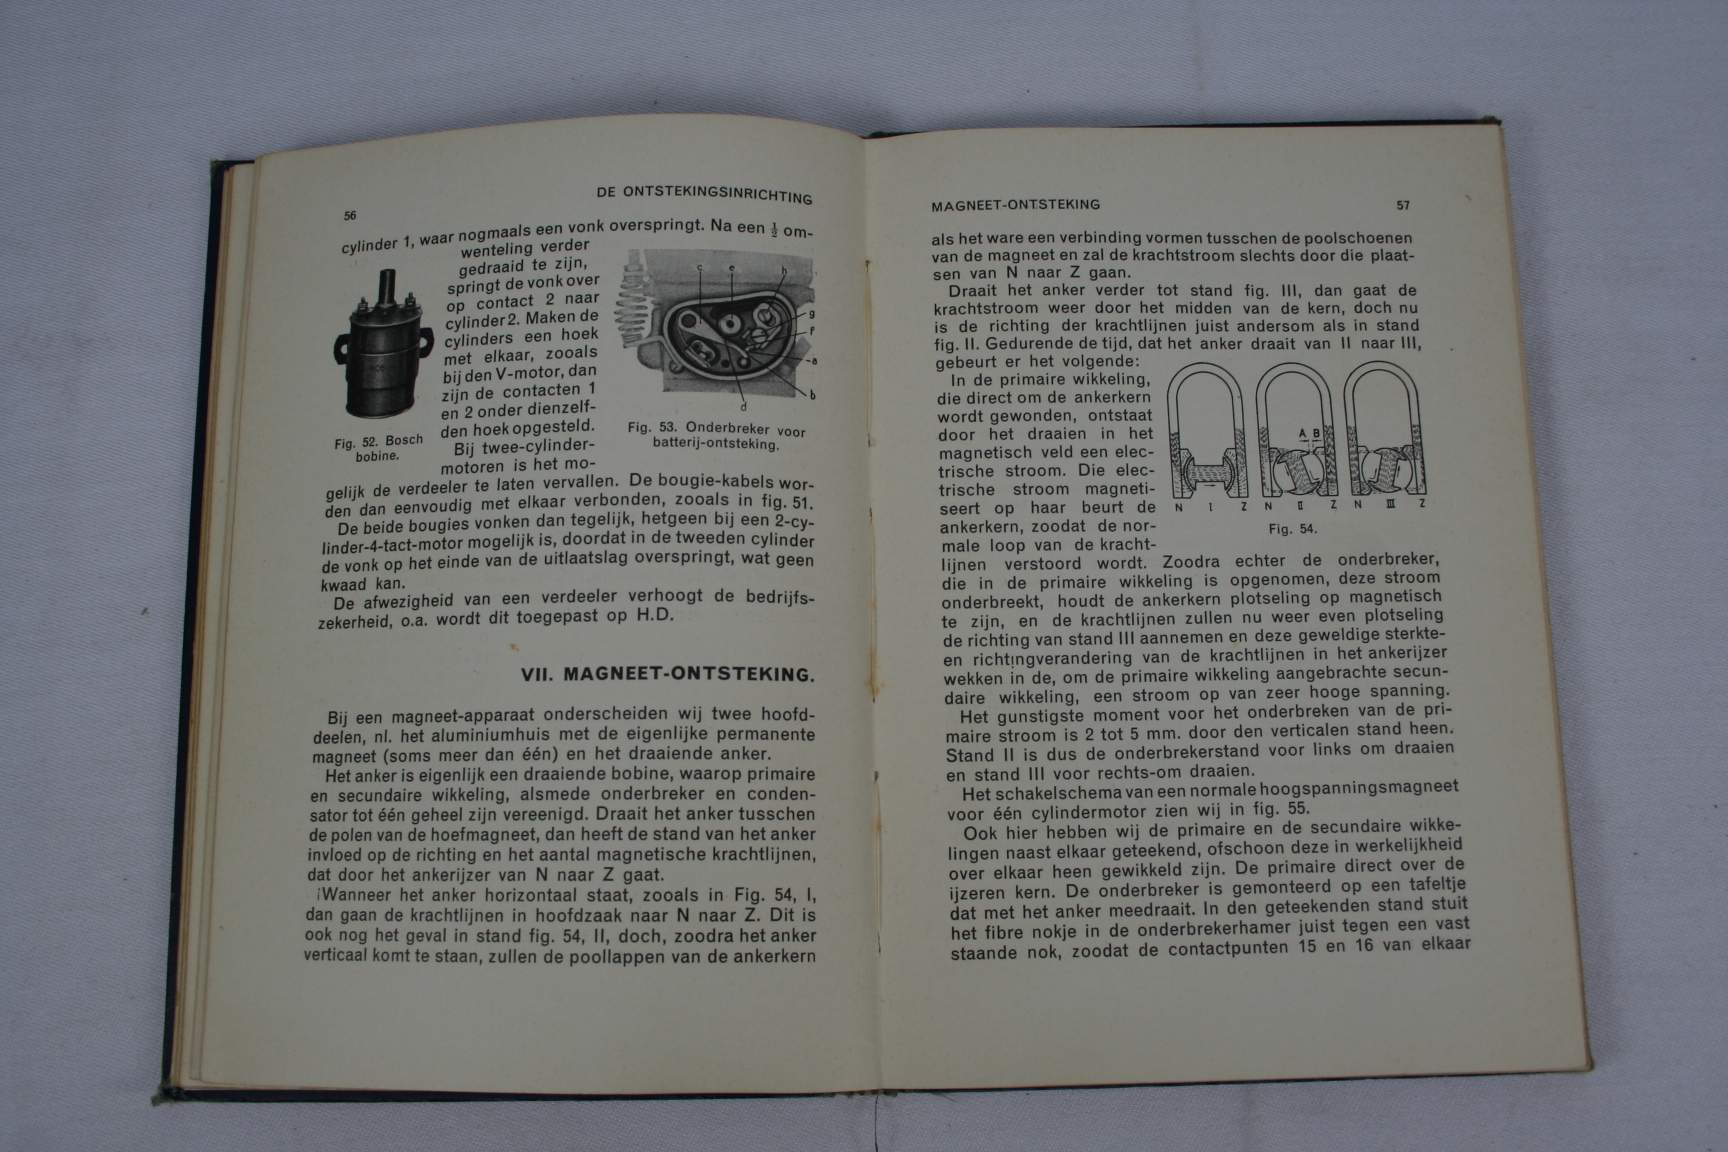 56
DE ONTSTEKINGSINRICHTING
cylinder 1, waar nogmaals een vonk overspringt. Na een ½ om-
wenteling verder
gedraaid te zijn,
springt de vonk over
op contact 2 naar
cylinder 2. Maken de
cylinders een hoek
met elkaar, zooals
bij den V-motor, dan
zijn de contacten 1
en 2 onder dienzelf-
den hoek opgesteld.
Bij twee-cylinder-
motoren is het mo-
c e h
g
f
a
b
d
Fig. 52. Bosch
bobine.
Fig. 53. Onderbreker voor
batterij-ontsteking.
gelijk de verdeeler te laten vervallen. De bougie-kabels wor-
den dan eenvoudig met elkaar verbonden, zooals in fig. 51.
De beide bougies vonken dan tegelijk, hetgeen bij een 2-cy-
linder-4-tact-motor mogelijk is, doordat in de tweeden cylinder
de vonk op het einde van de uitlaatslag overspringt, wat geen
kwaad kan.
De afwezigheid van een verdeeler verhoogt de bedrijfs-
zekerheid, o.a. wordt dit toegepast op H.D.
VII. MAGNEET-ONTSTEKING.
Bij een magneet-apparaat onderscheiden wij twee hoofd-
deelen, nl. het aluminiumhuis met de eigenlijke permanente
magneet (soms meer dan één) en het draaiende anker.
Het anker is eigenlijk een draaiende bobine, waarop primaire
en secundaire wikkeling, alsmede onderbreker en conden-
sator tot één geheel zijn vereenigd. Draait het anker tusschen
de polen van de hoefmagneet, dan heeft de stand van het anker
invloed op de richting en het aantal magnetische krachtlijnen,
dat door het ankerijzer van N naar Z gaat.
Wanneer het anker horizontaal staat, zooals in Fig. 54, I,
dan gaan de krachtlijnen in hoofdzaak naar N naar Z. Dit is
ook nog het geval in stand fig. 54, II, doch, zoodra het anker
verticaal komt te staan, zullen de poollappen van de ankerkern
MAGNEET-ONTSTEKING
57
als het ware een verbinding vormen tusschen de poolschoenen
van de magneet en zal de krachtstroom slechts door die plaat-
sen van N naar Z gaan.
Draait het anker verder tot stand fig. III, dan gaat de
krachtstroom weer door het midden van de kern, doch nu
is de richting der krachtlijnen juist andersom als in stand
fig. II. Gedurende de tijd, dat het anker draait van II naar III,
gebeurt er het volgende:
In de primaire wikkeling,
die direct om de ankerkern
wordt gewonden, ontstaat
door het draaien in het
magnetisch veld een elec-
trische stroom. Die elec-
trische stroom magneti-
seert op haar beurt de
ankerkern, zoodat de nor-
male loop van de kracht-
A B
N I Z N II Z N III Z
Fig. 54.
lijnen verstoord wordt. Zoodra echter de onderbreker,
die in de primaire wikkeling is opgenomen, deze stroom
onderbreekt, houdt de ankerkern plotseling op magnetisch
te zijn, en de krachtlijnen zullen nu weer even plotseling
de richting van stand III aannemen en deze geweldige sterkte-
en richtingverandering van de krachtlijnen in het ankerijzer
wekken in de, om de primaire wikkeling aangebrachte secun-
daire wikkeling, een stroom op van zeer hooge spanning.
Het gunstigste moment voor het onderbreken van de pri-
maire stroom is 2 tot 5 mm. door den verticalen stand heen.
Stand II is dus de onderbrekerstand voor links om draaien
en stand III voor rechts-om draaien.
Het schakelschema van een normale hoogspanningsmagneet
voor één cylindermotor zien wij in fig. 55.
Ook hier hebben wij de primaire en de secundaire wikke-
lingen naast elkaar geteekend, ofschoon deze in werkelijkheid
over elkaar heen gewikkeld zijn. De primaire direct over de
ijzeren kern. De onderbreker is gemonteerd op een tafeltje
dat met het anker meedraait. In den geteekenden stand stuit
het fibre nokje in de onderbrekerhamer juist tegen een vast
staande nok, zoodat de contactpunten 15 en 16 van elkaar